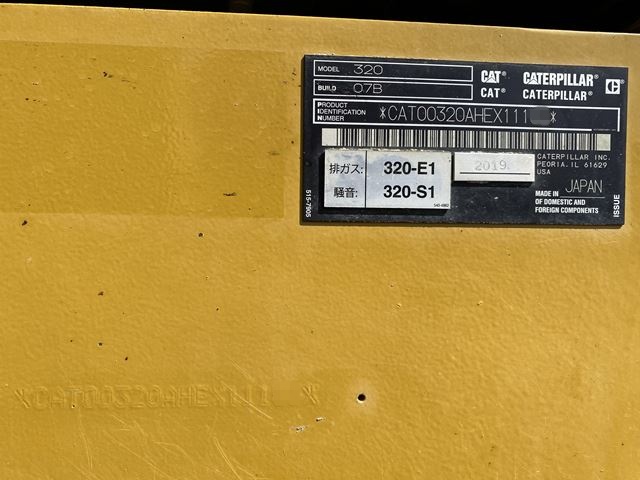 MODEL 320
BUILD 07B
CAT® CATERPILLAR®
CAT® CATERPILLAR®
PRODUCT IDENTIFICATION NUMBER *CAT00320AHEX111 *
排ガス: 320-E1
騒音: 320-S1
540-4982
2019
CATERPILLAR INC.
PEORIA, IL 61629
USA
MADE IN JAPAN
OF DOMESTIC AND
FOREIGN COMPONENTS
515-7905
ISSUE
*CAT00320AHEX111 *